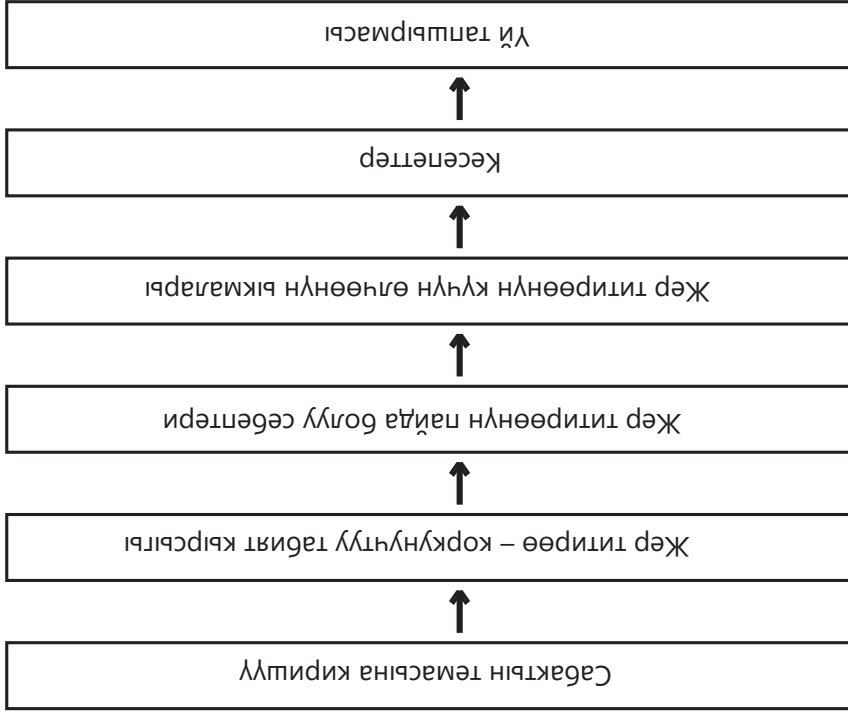 Сабактын темасына киришүү
Жер титирөө – коркунучтуу табият кырсыгы
Жер титирөөнүн пайда болуу себептери
Жер титирөөнүн күчүн өлчөөнүн ыкмалары
Кесепеттер
Үй тапшырмасы